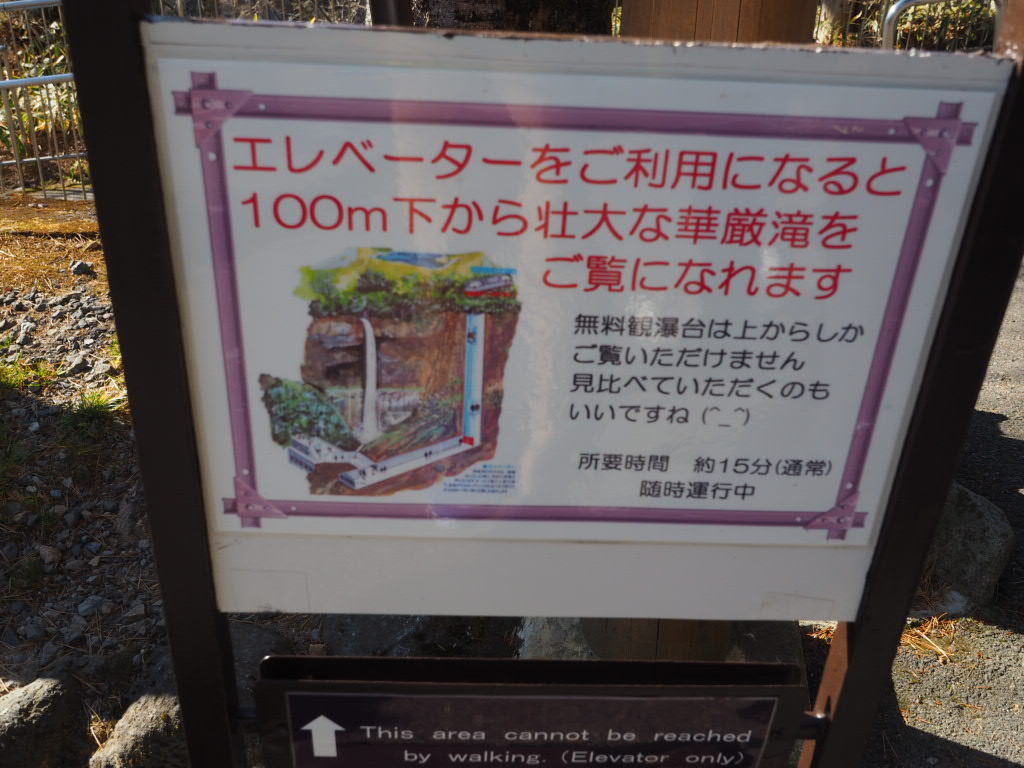 エレベーターをご利用になると
100m下から壮大な華厳滝を
ご覧になれます
無料観瀑台は上からしか
ご覧いただけません
見比べていただくのも
いいですね (^_^)
所要時間 約15分(通常)
随時運行中
This area cannot be reached
by walking. (Elevator only)